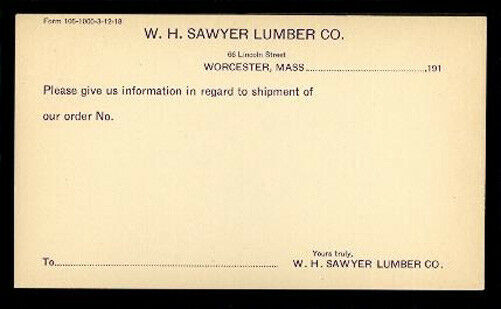 Form 105-1000-3-12-18
W. H. SAWYER LUMBER CO.
66 Lincoln Street
WORCESTER, MASS.................................................191
Please give us information in regard to shipment of
our order No.
Yours truly,
To.................................................................. W. H. SAWYER LUMBER CO.